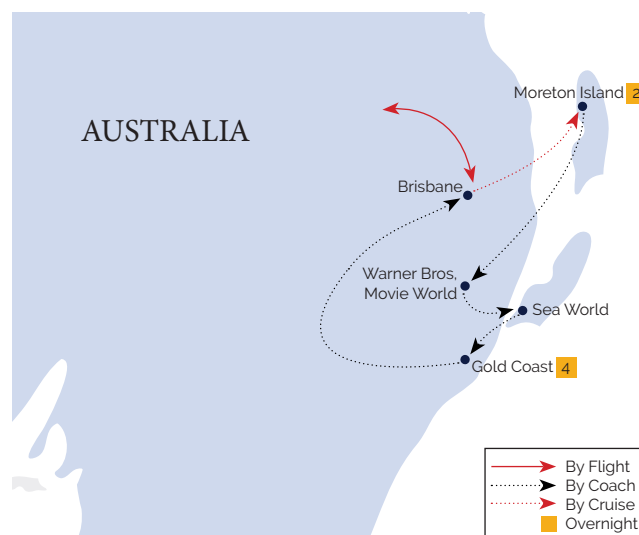 Moreton Island 2
AUSTRALIA
Brisbane
Warner Bros,
Movie World
Sea World
Gold Coast 4
By Flight
By Coach
By Cruise
Overnight